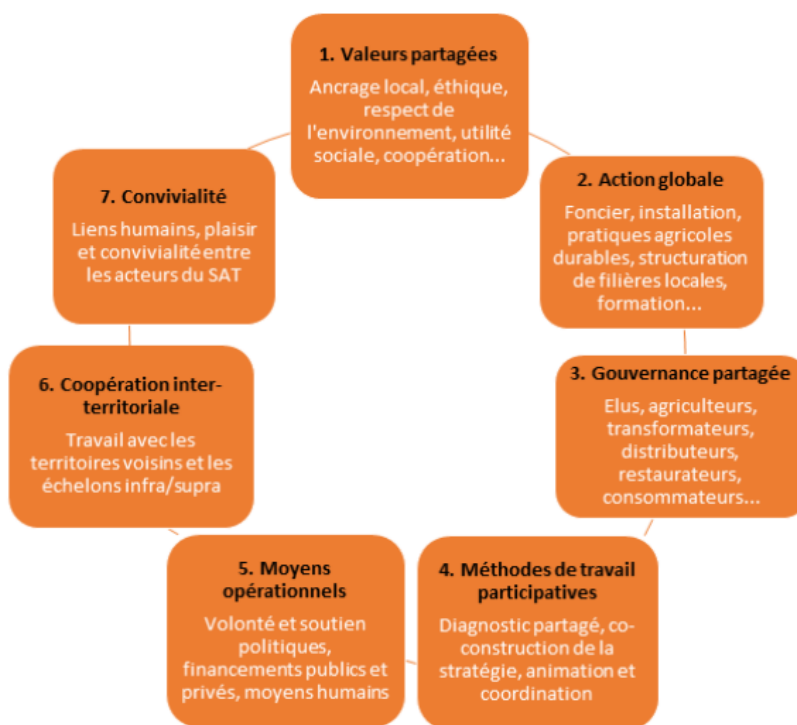 1. Valeurs partagées
Ancrage local, éthique,
respect de
l'environnement, utilité
sociale, coopération...
2. Action globale
Foncier, installation,
pratiques agricoles
durables, structuration
de filières locales,
formation...
3. Gouvernance partagée
Elus, agriculteurs,
transformateurs,
distributeurs,
restaurateurs,
consommateurs...
4. Méthodes de travail
participatives
Diagnostic partagé, co-
construction de la
stratégie, animation et
coordination
5. Moyens
opérationnels
Volonté et soutien
politiques,
financements publics et
privés, moyens humains
6. Coopération inter-
territoriale
Travail avec les
territoires voisins et les
échelons infra/supra
7. Convivialité
Liens humains, plaisir
et convivialité entre
les acteurs du SAT